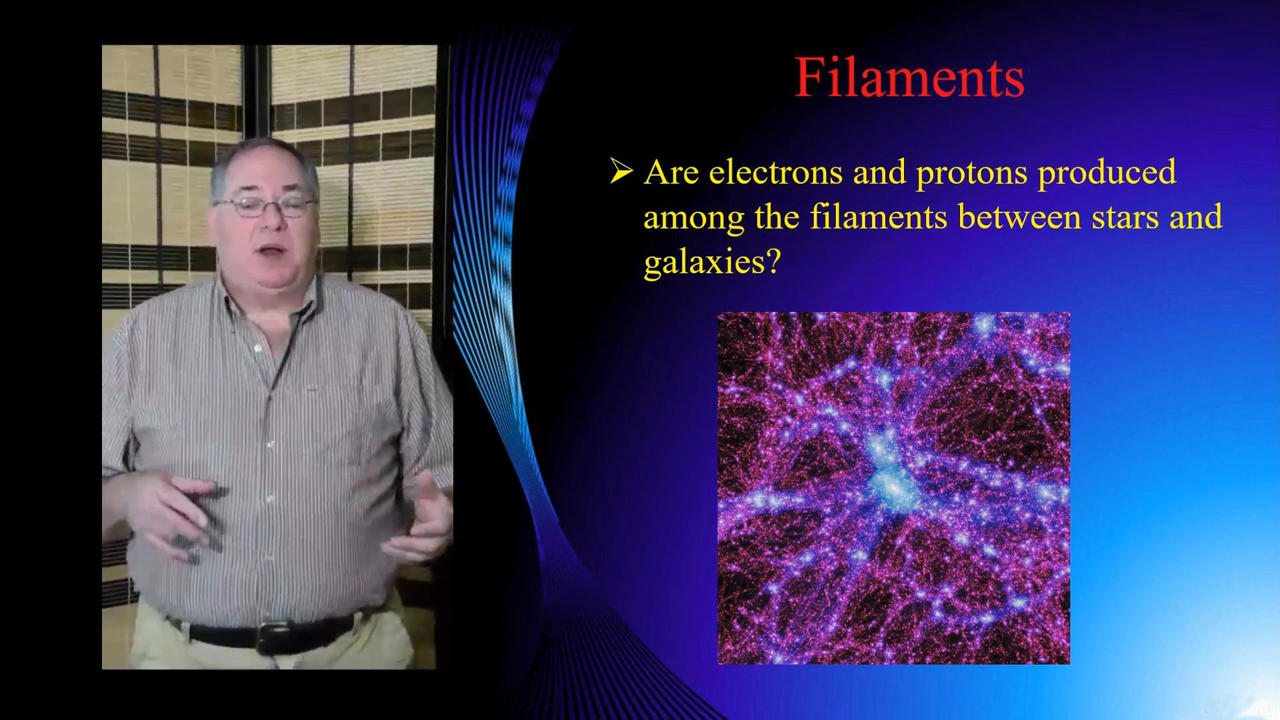 Filaments
➢ Are electrons and protons produced
among the filaments between stars and
galaxies?